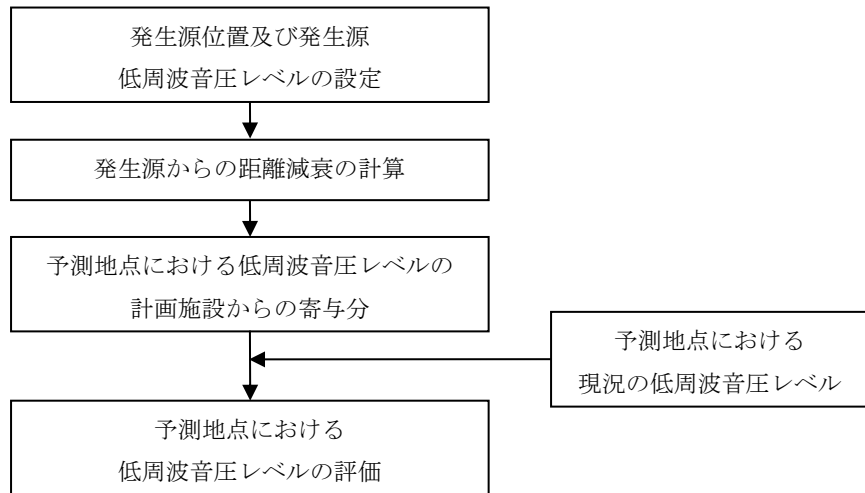 発生源位置及び発生源
低周波音圧レベルの設定
発生源からの距離減衰の計算
予測地点における低周波音圧レベルの
計画施設からの寄与分
予測地点における
現況の低周波音圧レベル
予測地点における
低周波音圧レベルの評価